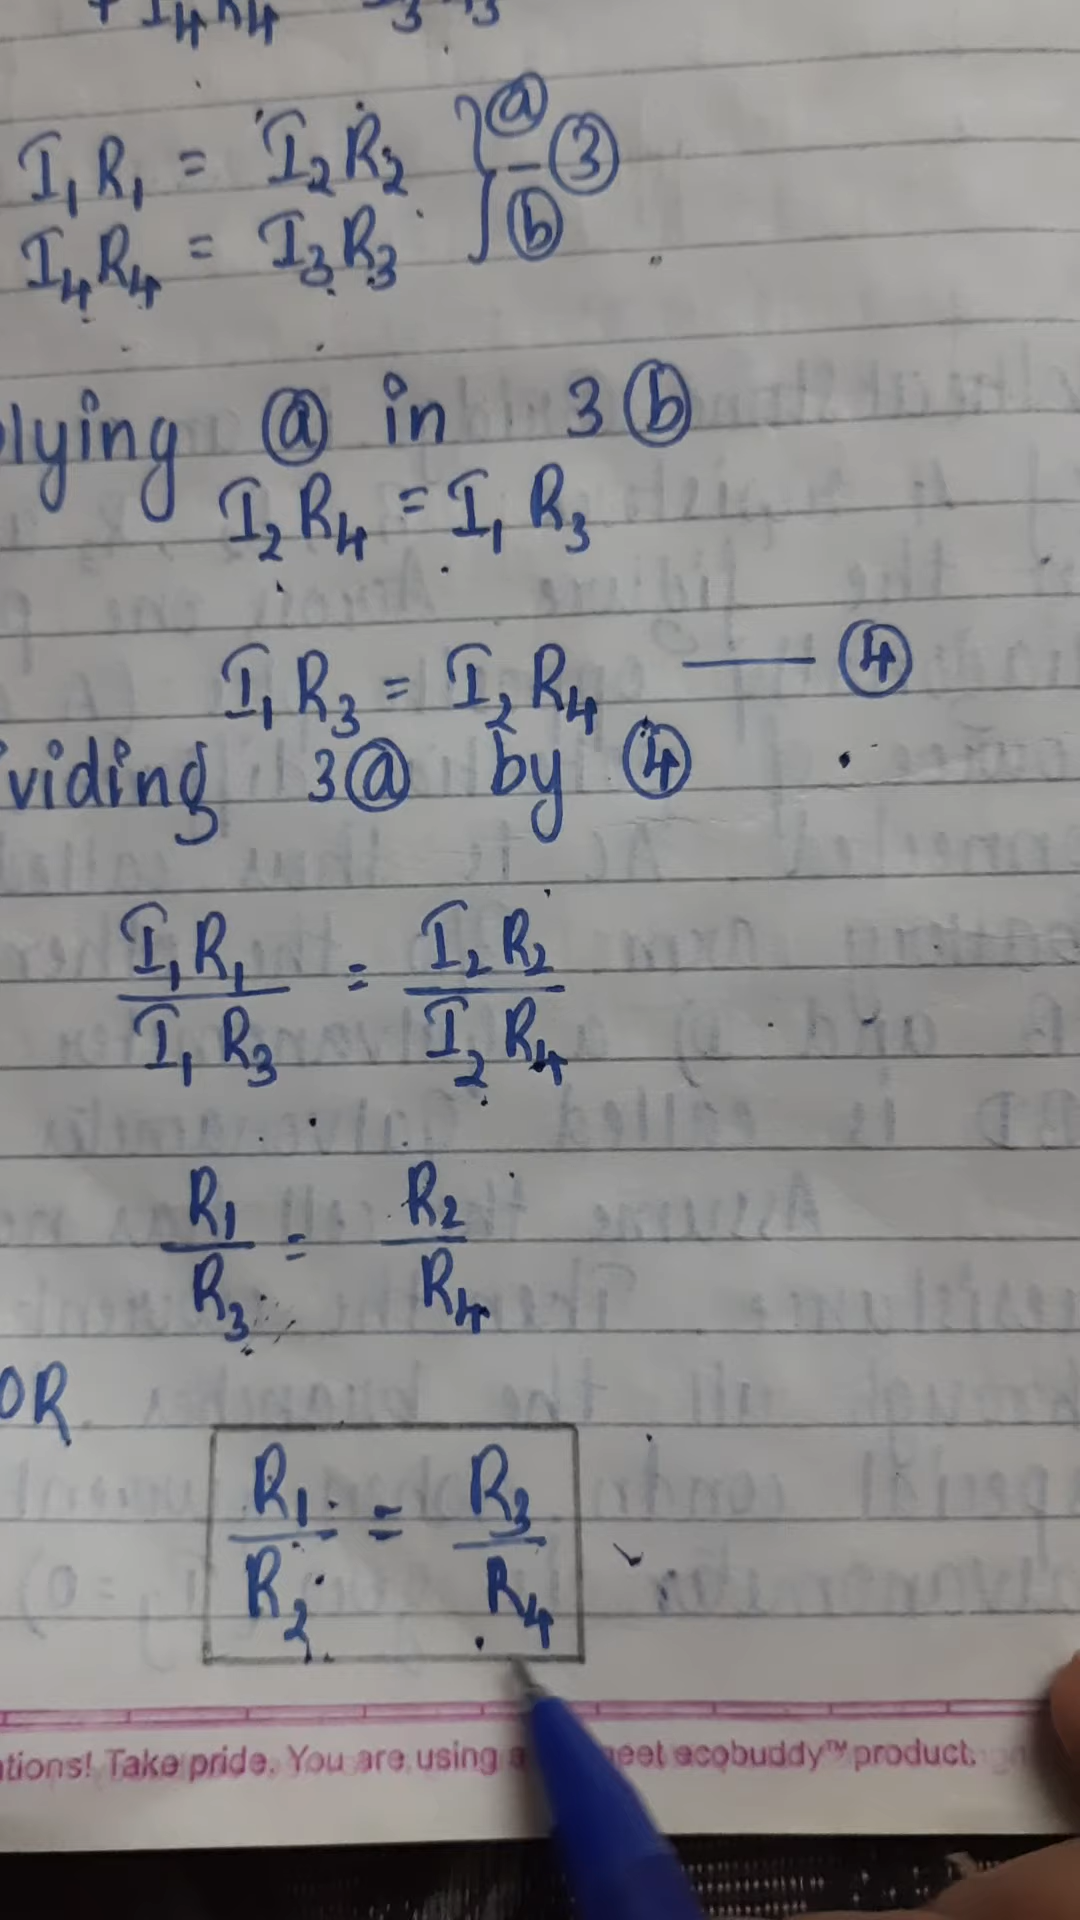 I₁R₁ = I₂R₂ } ⓐ
— ③
I₄R₄ = I₃R₃ ⓑ
lying ⓐ in 3ⓑ
I₂R₄ = I₁R₃
I₁R₃ = I₂R₄ — ④
viding 3ⓐ by ④
I₁R₁/I₁R₃ = I₂R₂/I₂R₄
R₁/R₃ = R₂/R₄
OR
R₁/R₂ = R₃/R₄
tions! Take pride. You are using a eet ecobuddy™ product.